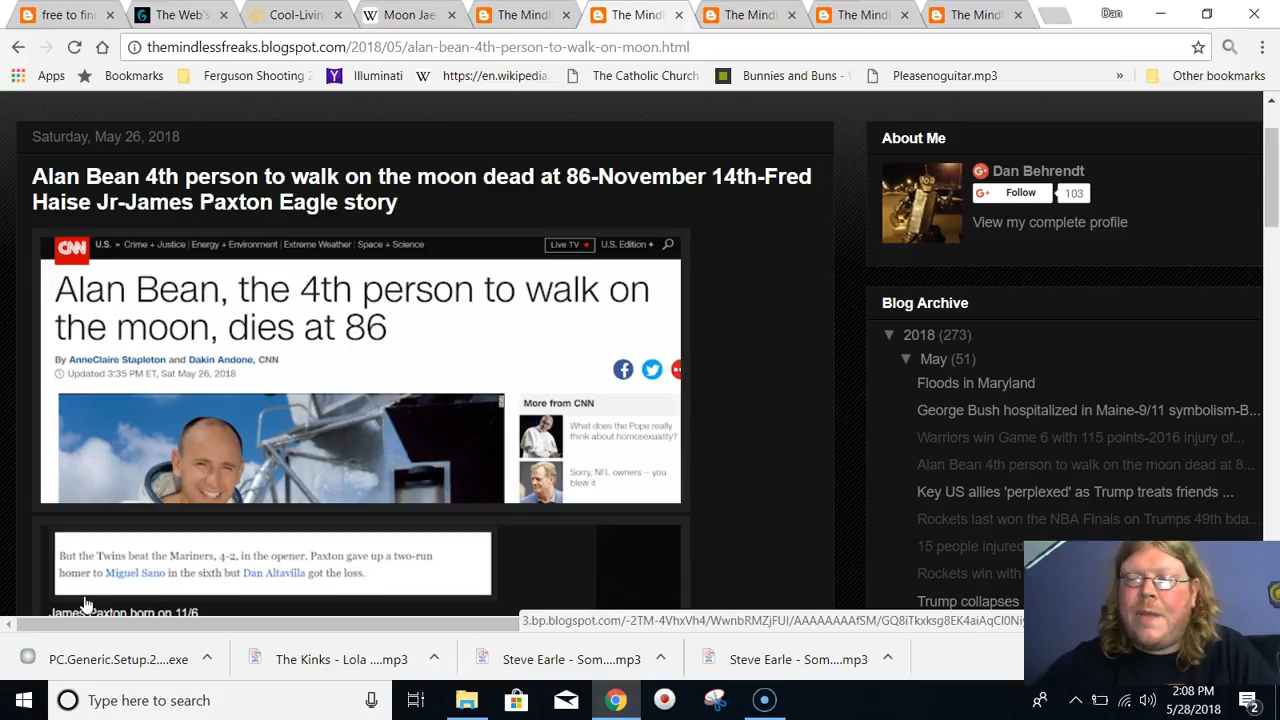 free to fin
The Web's
Cool-Living
Moon Jae
The Mindl
The Mindl
The Mindl
The Mindl
The Mindl
Dan
themindlessfreaks.blogspot.com/2018/05/alan-bean-4th-person-to-walk-on-moon.html
Apps
Bookmarks
Ferguson Shooting 2
Illuminati
https://en.wikipedia.
The Catholic Church
Bunnies and Buns -
Pleasenoguitar.mp3
»
Other bookmarks
Saturday, May 26, 2018
Alan Bean 4th person to walk on the moon dead at 86-November 14th-Fred
Haise Jr-James Paxton Eagle story
CNN
U.S. » Crime + Justice | Energy + Environment | Extreme Weather | Space + Science
Live TV
U.S. Edition +
Alan Bean, the 4th person to walk on
the moon, dies at 86
By AnneClaire Stapleton and Dakin Andone, CNN
Updated 3:35 PM ET, Sat May 26, 2018
More from CNN
What does the Pope really
think about homosexuality?
Sorry, NFL owners – you
blew it
But the Twins beat the Mariners, 4-2, in the opener. Paxton gave up a two-run
homer to Miguel Sano in the sixth but Dan Altavilla got the loss.
James Paxton born on 11/6
About Me
Dan Behrendt
G+ Follow 103
View my complete profile
Blog Archive
▼ 2018 (273)
▼ May (51)
Floods in Maryland
George Bush hospitalized in Maine-9/11 symbolism-B...
Warriors win Game 6 with 115 points-2016 injury of...
Alan Bean 4th person to walk on the moon dead at 8...
Key US allies 'perplexed' as Trump treats friends ...
Rockets last won the NBA Finals on Trumps 49th bda...
15 people injured
Rockets win with
Trump collapses
PC.Generic.Setup.2....exe
The Kinks - Lola ....mp3
Steve Earle - Som....mp3
Steve Earle - Som....mp3
Type here to search
2:08 PM
5/28/2018
2